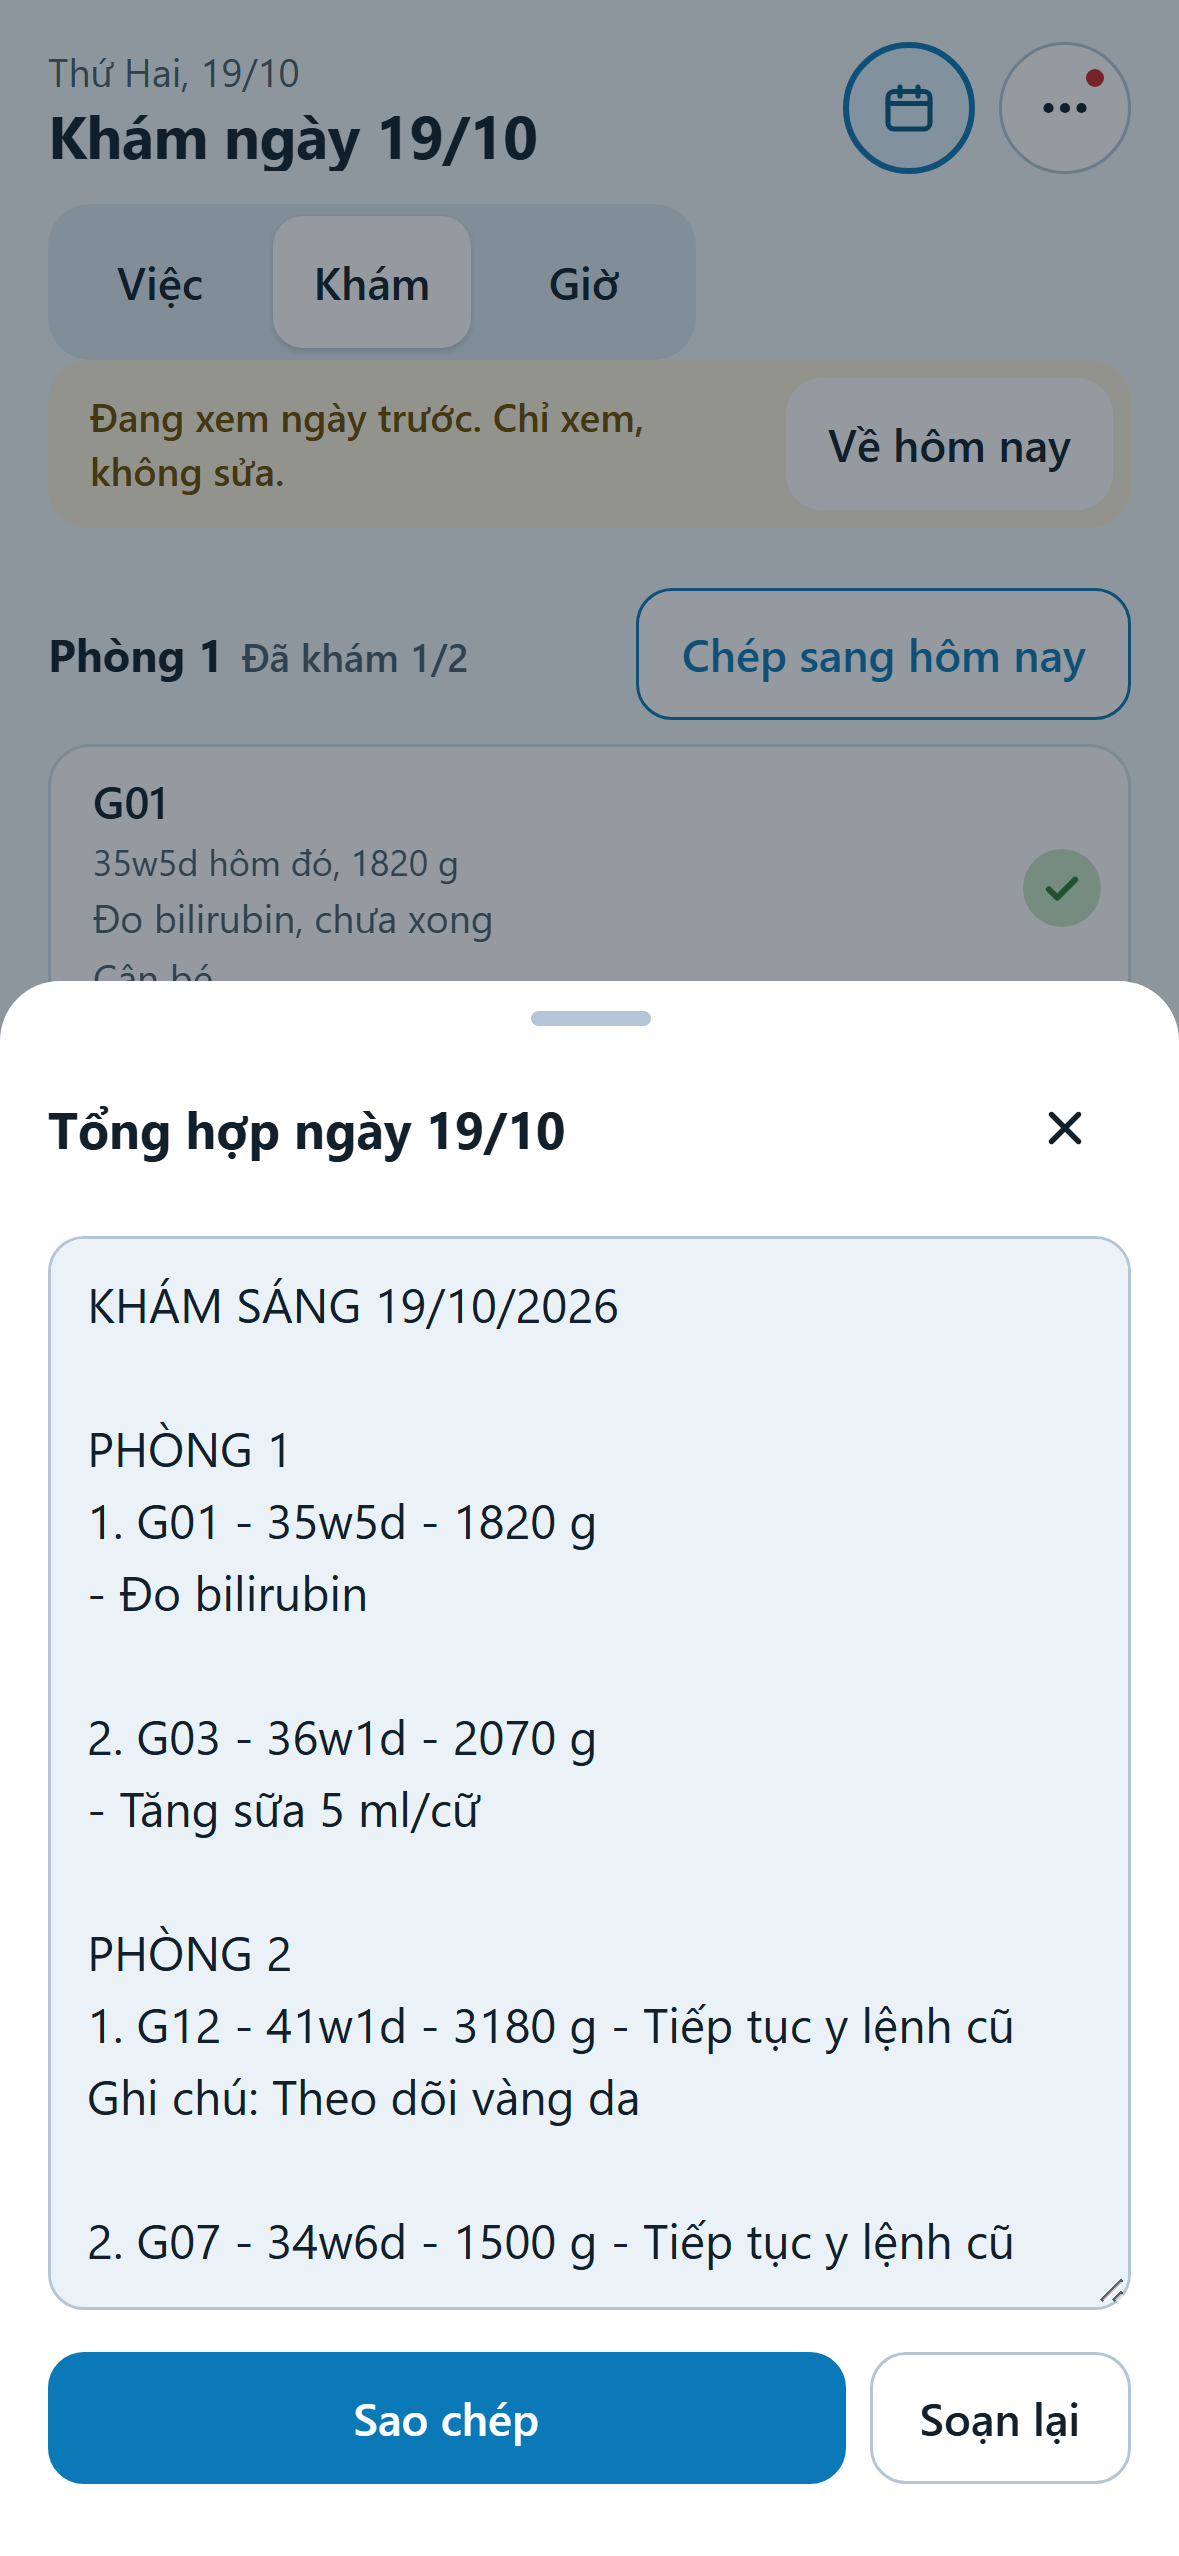 Thứ Hai, 19/10
Khám ngày 19/10
Việc
Khám
Giờ
Đang xem ngày trước. Chỉ xem,
không sửa.
Về hôm nay
Phòng 1 Đã khám 1/2
Chép sang hôm nay
G01
35w5d hôm đó, 1820 g
Đo bilirubin, chưa xong
Cân bé
Tổng hợp ngày 19/10
KHÁM SÁNG 19/10/2026
PHÒNG 1
1. G01 - 35w5d - 1820 g
- Đo bilirubin
2. G03 - 36w1d - 2070 g
- Tăng sữa 5 ml/cữ
PHÒNG 2
1. G12 - 41w1d - 3180 g - Tiếp tục y lệnh cũ
Ghi chú: Theo dõi vàng da
2. G07 - 34w6d - 1500 g - Tiếp tục y lệnh cũ
Sao chép
Soạn lại